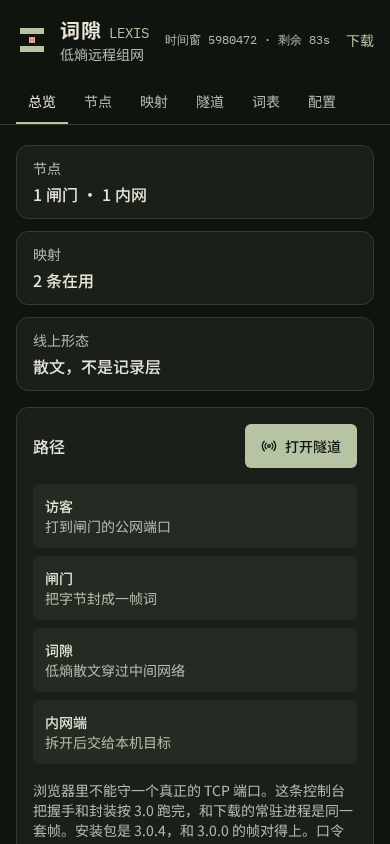 词隙 LEXIS
低熵远程组网
时间窗 5980472 · 剩余 83s
下载
总览 节点 映射 隧道 词表 配置
节点
1 闸门 · 1 内网
映射
2 条在用
线上形态
散文，不是记录层
路径
打开隧道
访客
打到闸门的公网端口
闸门
把字节封成一帧词
词隙
低熵散文穿过中间网络
内网端
拆开后交给本机目标
浏览器里不能守一个真正的 TCP 端口。这条控制台
把握手和封装按 3.0 跑完，和下载的常驻进程是同一
套帧。安装包是 3.0.4，和 3.0.0 的帧对得上。口令